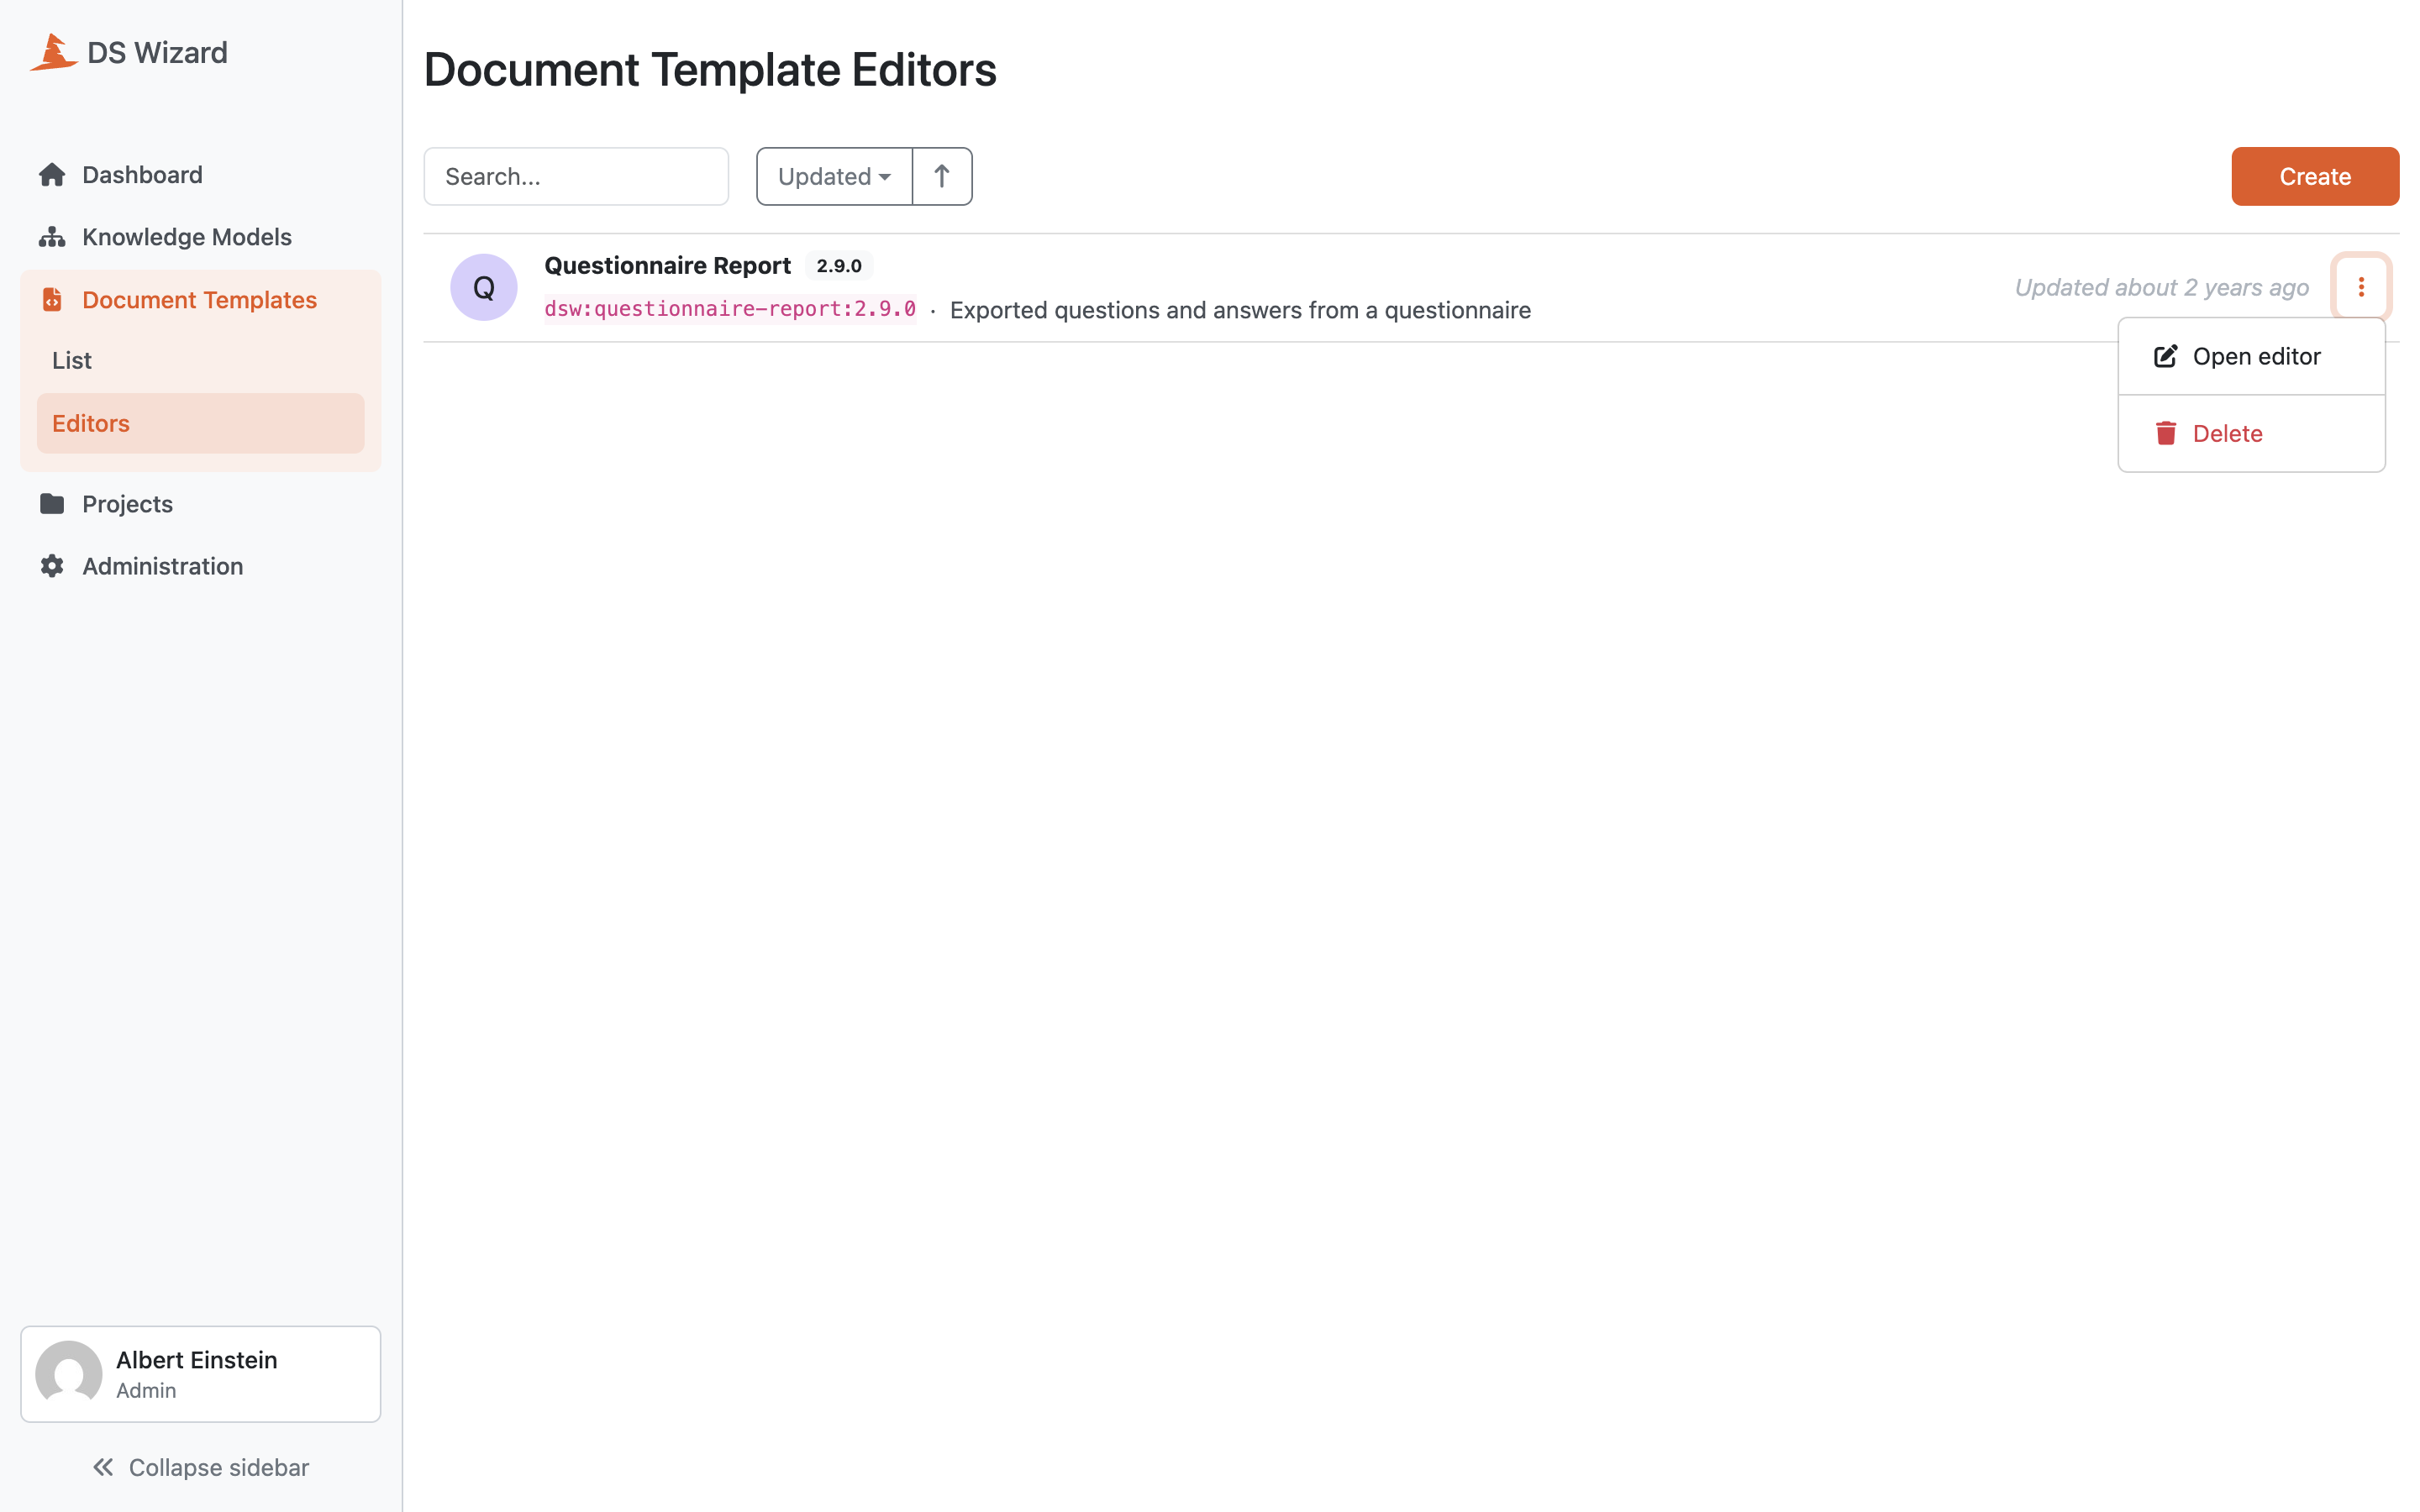 DS Wizard
Dashboard
Knowledge Models
Document Templates
List
Editors
Projects
Administration
Albert Einstein
Admin
Collapse sidebar
Document Template Editors
Search...
Updated
Create
Q
Questionnaire Report 2.9.0
dsw:questionnaire-report:2.9.0 · Exported questions and answers from a questionnaire
Updated about 2 years ago
Open editor
Delete